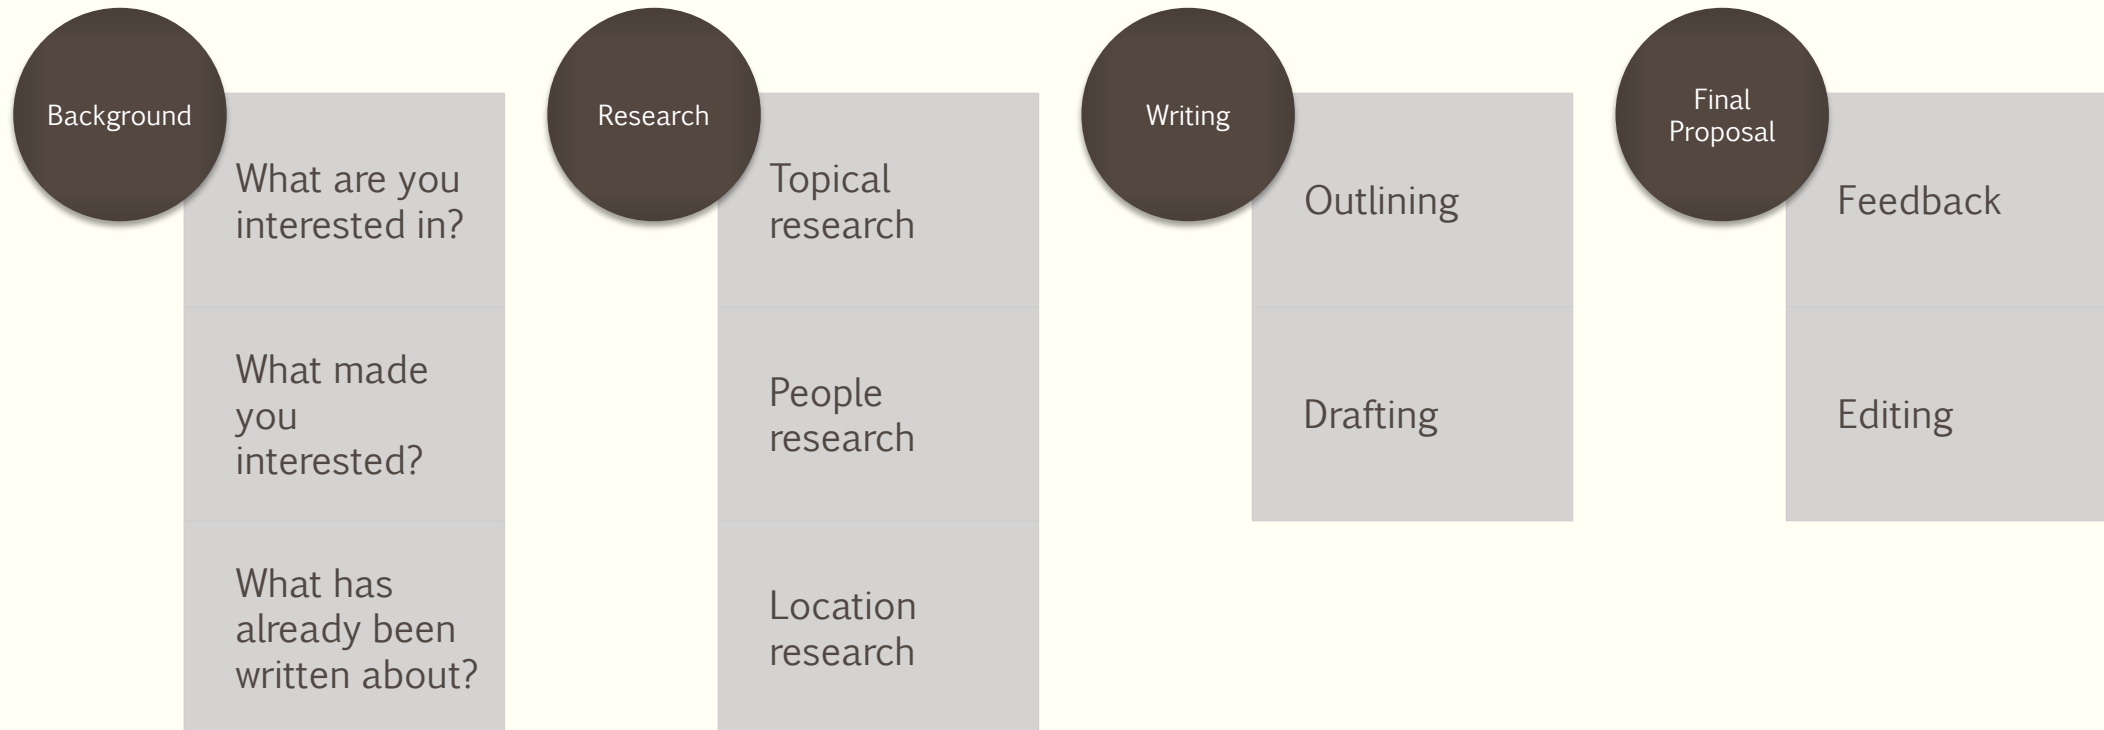 Background
What are you
interested in?
What made
you
interested?
What has
already been
written about?
Research
Topical
research
People
research
Location
research
Writing
Outlining
Drafting
Final
Proposal
Feedback
Editing